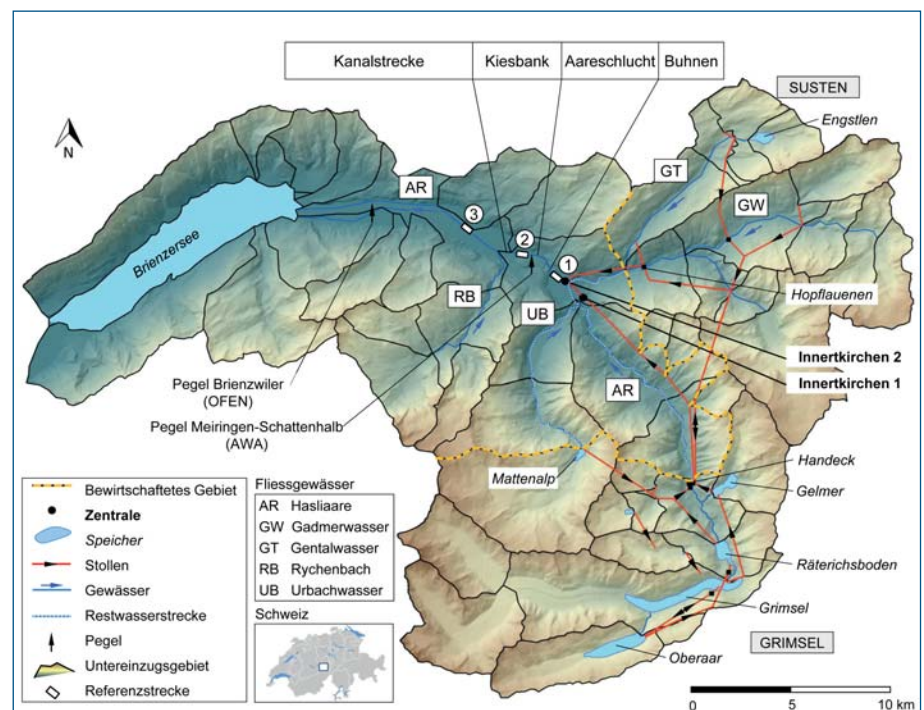 Kanalstrecke Kiesbank Aareschlucht Buhnen
SUSTEN
Engstlen
N
GT
AR
GW
3
2
1
Brienzersee
RB
UB
Hopflauenen
Innertkirchen 2
Innertkirchen 1
Pegel Brienzwiler
(OFEN)
AR
Pegel Meiringen-Schattenhalb
(AWA)
Handeck
Mattenalp
Gelmer
Räterichsboden
Grimsel
GRIMSEL
Oberaar
Bewirtschaftetes Gebiet
Zentrale
Speicher
Stollen
Gewässer
Restwasserstrecke
Pegel
Untereinzugsgebiet
Referenzstrecke
Fliessgewässer
AR Hasliaare
GW Gadmerwasser
GT Gentalwasser
RB Rychenbach
UB Urbachwasser
Schweiz
0 5 10 km